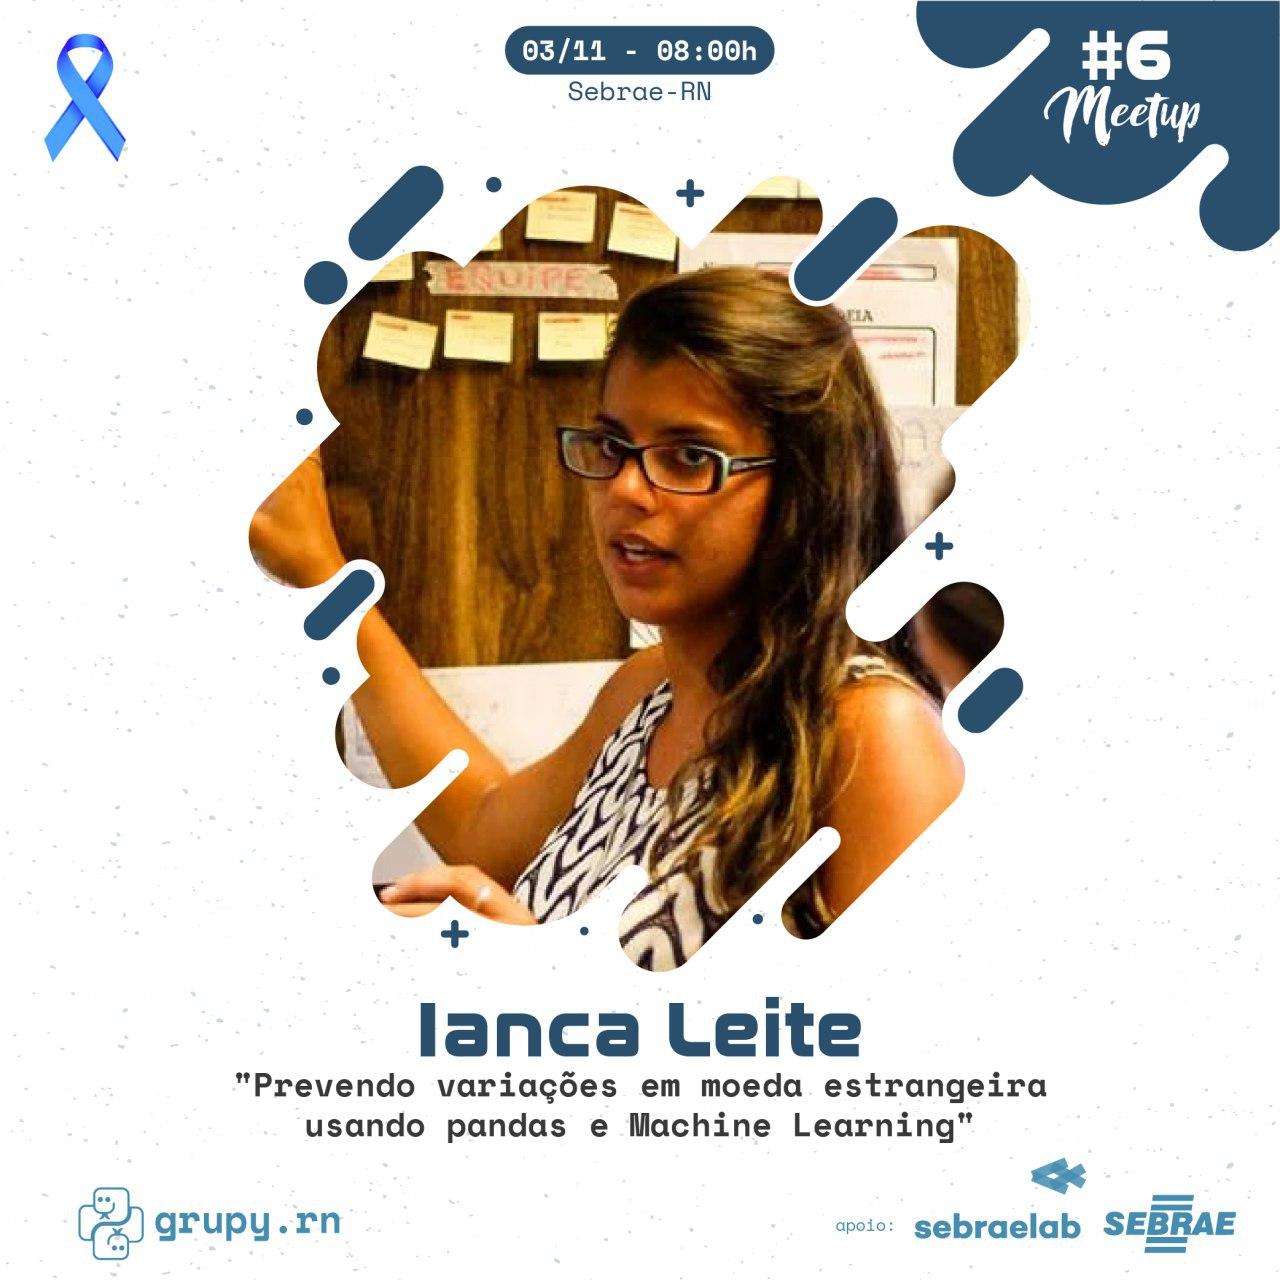 03/11 - 08:00h
Sebrae-RN
#6
Meetup
EQUIPE
EIA
Ianca Leite
"Prevendo variações em moeda estrangeira
usando pandas e Machine Learning"
grupy.rn
apoio:
sebraelab
SEBRAE